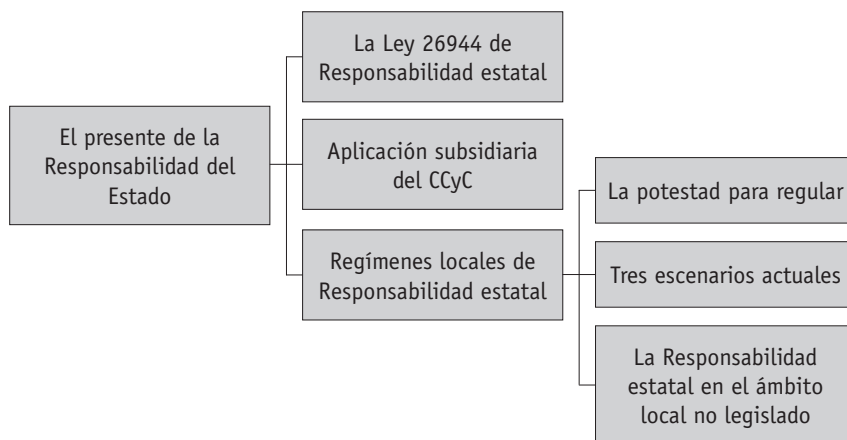 El presente de la
Responsabilidad del
Estado
La Ley 26944 de
Responsabilidad estatal
Aplicación subsidiaria
del CCyC
Regímenes locales de
Responsabilidad estatal
La potestad para regular
Tres escenarios actuales
La Responsabilidad
estatal en el ámbito
local no legislado